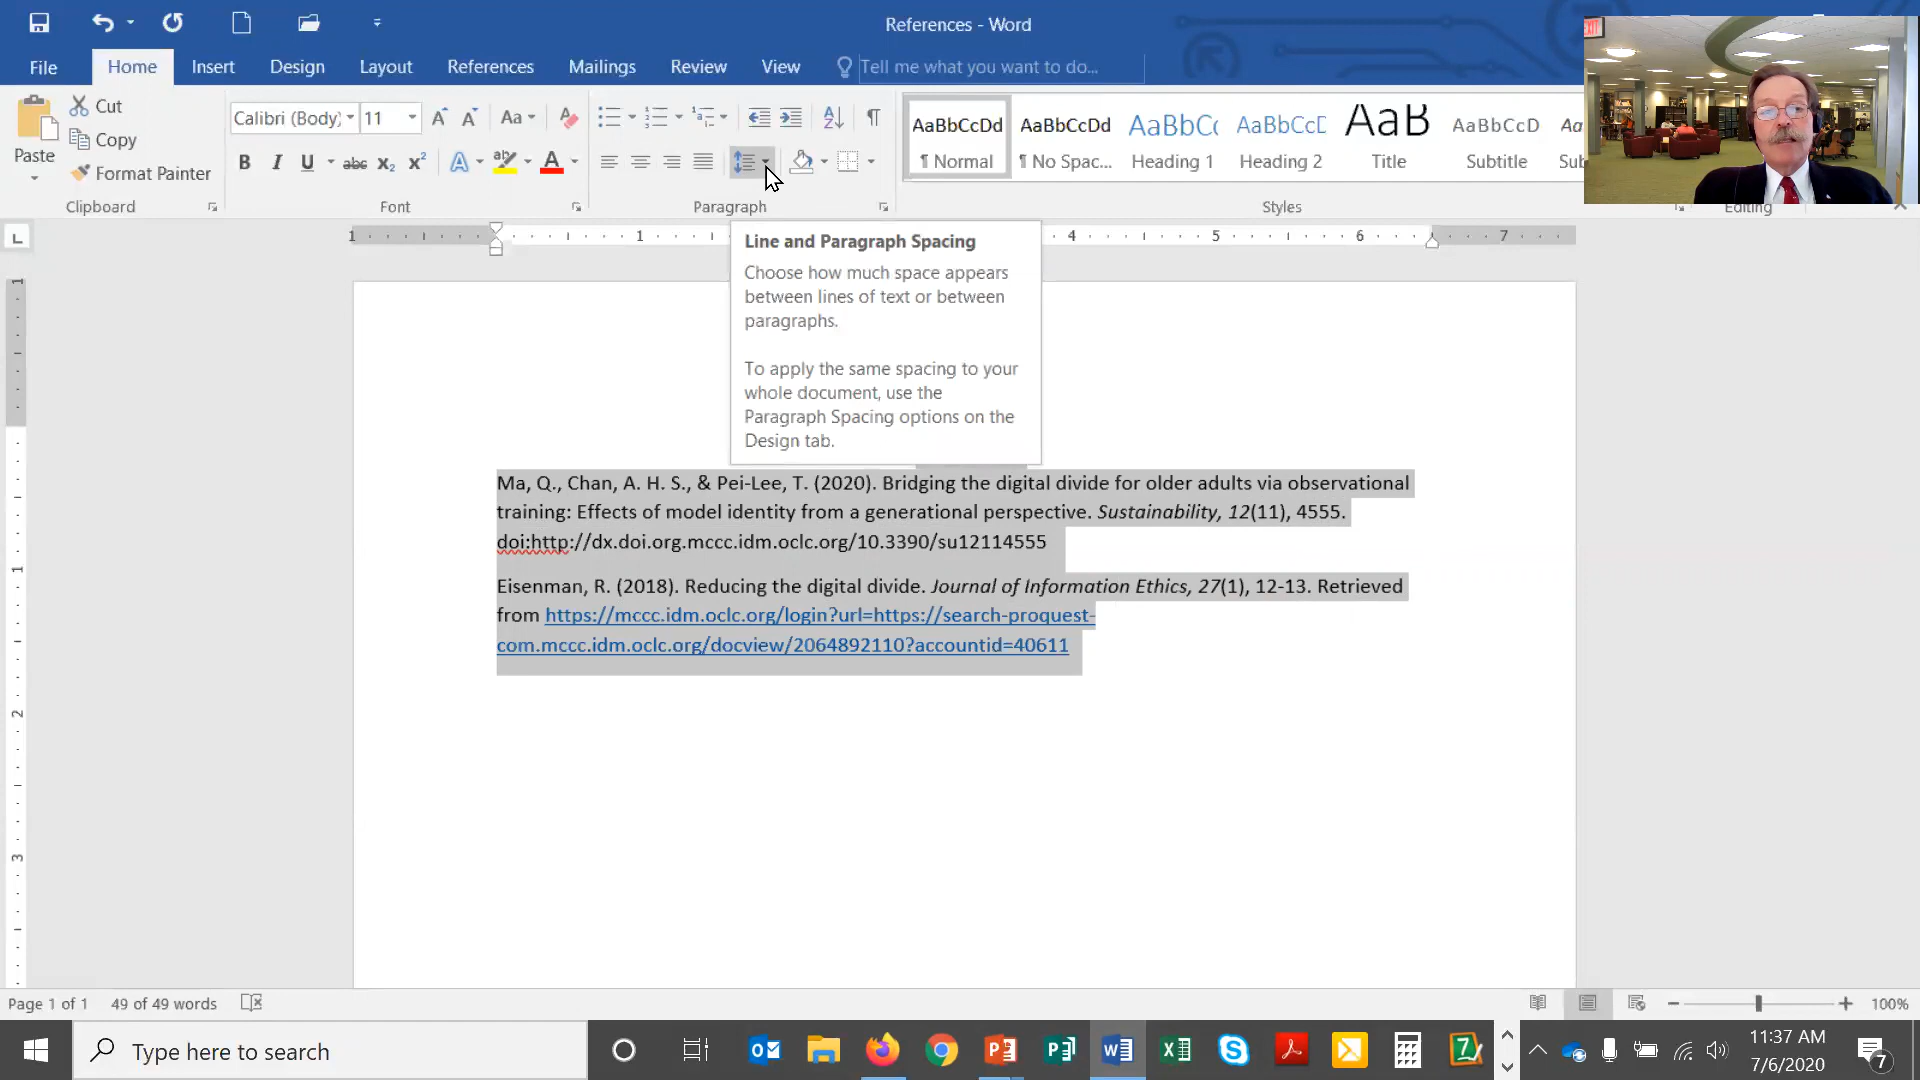 References - Word
EXIT
File Home Insert Design Layout References Mailings Review View Tell me what you want to do...
Paste
Cut
Copy
Format Painter
Calibri (Body) 11
AaBbCcDd AaBbCcDd AaBbCc AaBbCcD AaB AaBbCcD
¶ Normal ¶ No Spac... Heading 1 Heading 2 Title Subtitle
Clipboard Font Paragraph Styles Editing
1 1 4 5 6 7
Line and Paragraph Spacing
Choose how much space appears
between lines of text or between
paragraphs.
To apply the same spacing to your
whole document, use the
Paragraph Spacing options on the
Design tab.
Ma, Q., Chan, A. H. S., & Pei-Lee, T. (2020). Bridging the digital divide for older adults via observational
training: Effects of model identity from a generational perspective. Sustainability, 12(11), 4555.
doi:http://dx.doi.org.mccc.idm.oclc.org/10.3390/su12114555
Eisenman, R. (2018). Reducing the digital divide. Journal of Information Ethics, 27(1), 12-13. Retrieved
from https://mccc.idm.oclc.org/login?url=https://search-proquest-
com.mccc.idm.oclc.org/docview/2064892110?accountid=40611
Page 1 of 1 49 of 49 words 100%
Type here to search
11:37 AM
7/6/2020
7